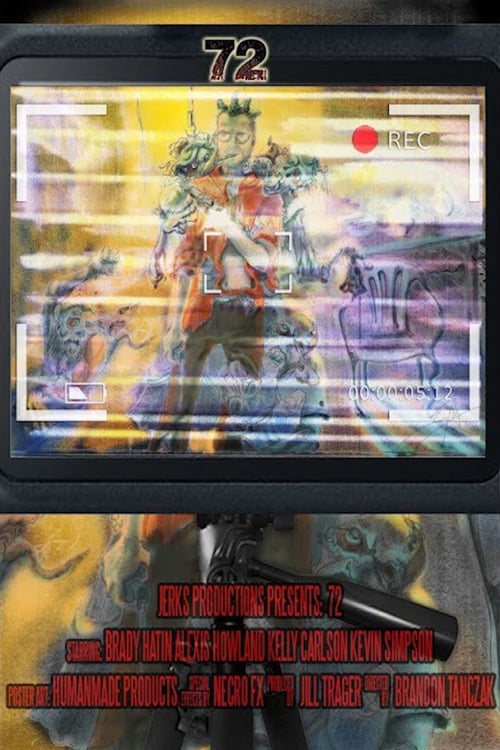 72
REC
00:00:05:12
JERKS PRODUCTIONS PRESENTS: 72
STARRING: BRADY HATIN ALEXIS HOWLAND KELLY CARLSON KEVIN SIMPSON
POSTER ART: HUMANMADE PRODUCTS SPECIAL EFFECTS BY NECRO FX PRODUCED BY JILL TRAGER DIRECTED BY BRANDON TANCZAK